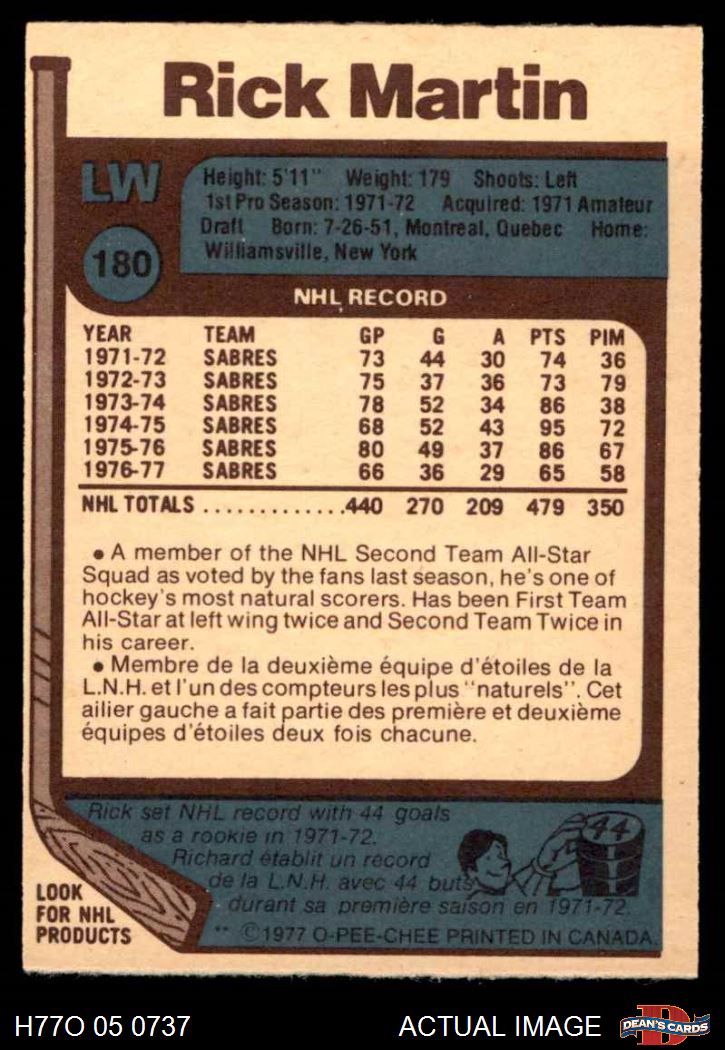 Rick Martin
LW
Height: 5'11" Weight: 179 Shoots: Left
1st Pro Season: 1971-72 Acquired: 1971 Amateur
Draft Born: 7-26-51, Montreal, Quebec Home:
Williamsville, New York
180
NHL RECORD
YEAR TEAM GP G A PTS PIM
1971-72 SABRES 73 44 30 74 36
1972-73 SABRES 75 37 36 73 79
1973-74 SABRES 78 52 34 86 38
1974-75 SABRES 68 52 43 95 72
1975-76 SABRES 80 49 37 86 67
1976-77 SABRES 66 36 29 65 58
NHL TOTALS .............440 270 209 479 350
• A member of the NHL Second Team All-Star
Squad as voted by the fans last season, he's one of
hockey's most natural scorers. Has been First Team
All-Star at left wing twice and Second Team Twice in
his career.
• Membre de la deuxième équipe d'étoiles de la
L.N.H. et l'un des compteurs les plus "naturels". Cet
ailier gauche a fait partie des première et deuxième
équipes d'étoiles deux fois chacune.
Rick set NHL record with 44 goals
as a rookie in 1971-72.
Richard établit un record
de la L.N.H. avec 44 buts
durant sa première saison en 1971-72.
44
LOOK
FOR NHL
PRODUCTS
** ©1977 O-PEE-CHEE PRINTED IN CANADA.
H77O 05 0737 ACTUAL IMAGE
D
DEAN'S CARDS